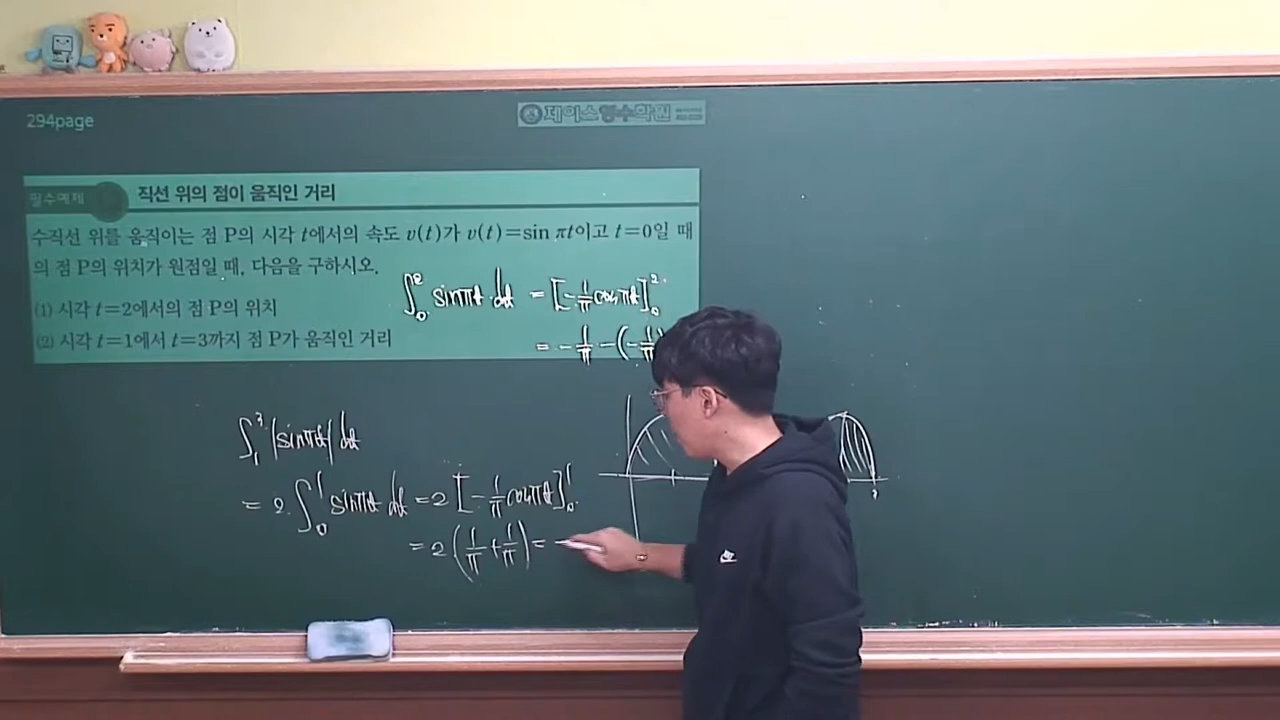 294page
제이스영수학원
필수예제
직선 위의 점이 움직인 거리
수직선 위를 움직이는 점 P의 시각 t에서의 속도 v(t)가 v(t)=sin πt이고 t=0일 때
의 점 P의 위치가 원점일 때, 다음을 구하시오.
(1) 시각 t=2에서의 점 P의 위치
(2) 시각 t=1에서 t=3까지 점 P가 움직인 거리
∫₀² sinπt dt = [-1/π cosπt]₀²
= -1/π -(-1/π)
∫₁³ |sinπt| dt
= 2 ∫₀¹ sinπt dt = 2 [-1/π cosπt]₀¹
= 2 (1/π + 1/π) =